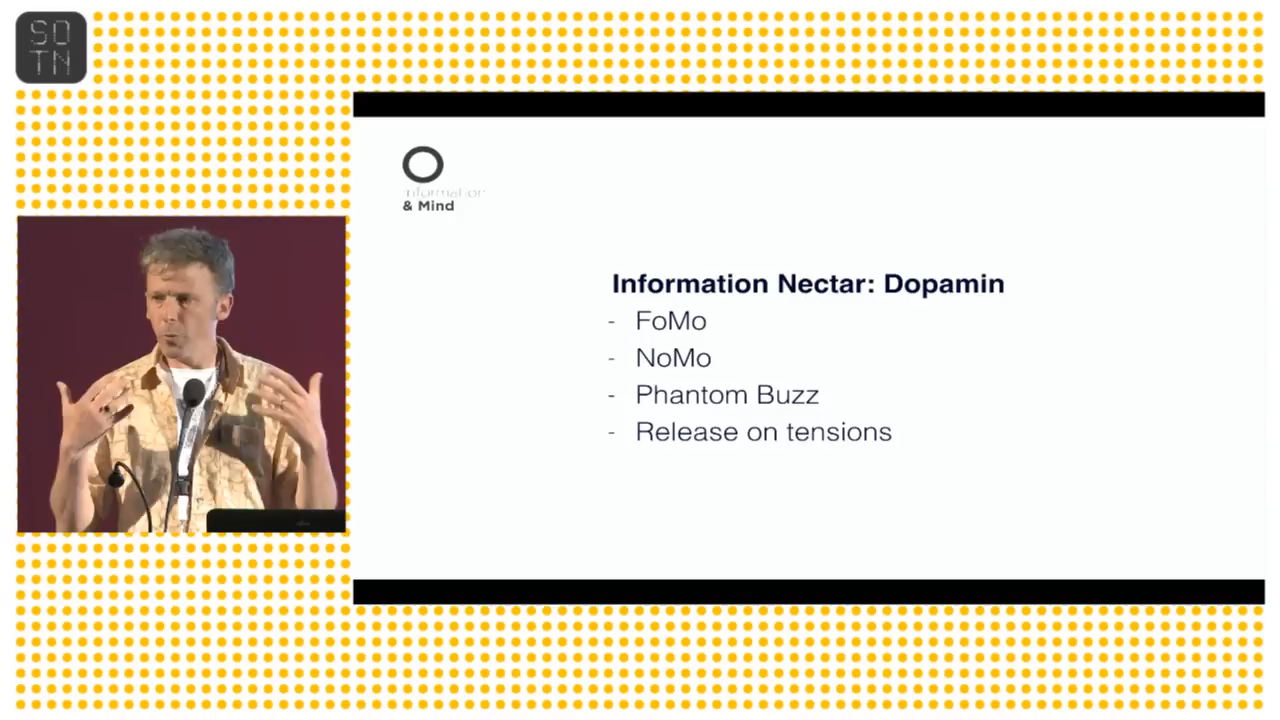 SO
TN
information
& Mind
Information Nectar: Dopamin
- FoMo
- NoMo
- Phantom Buzz
- Release on tensions